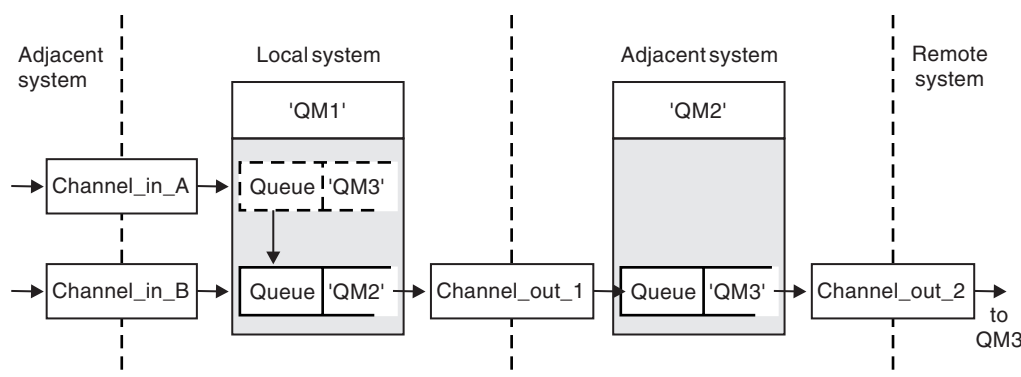 Adjacent
system
Local system
Adjacent system
Remote
system
'QM1'
'QM2'
Channel_in_A
Queue 'QM3'
Channel_in_B
Queue 'QM2'
Channel_out_1
Queue 'QM3'
Channel_out_2
to
QM3